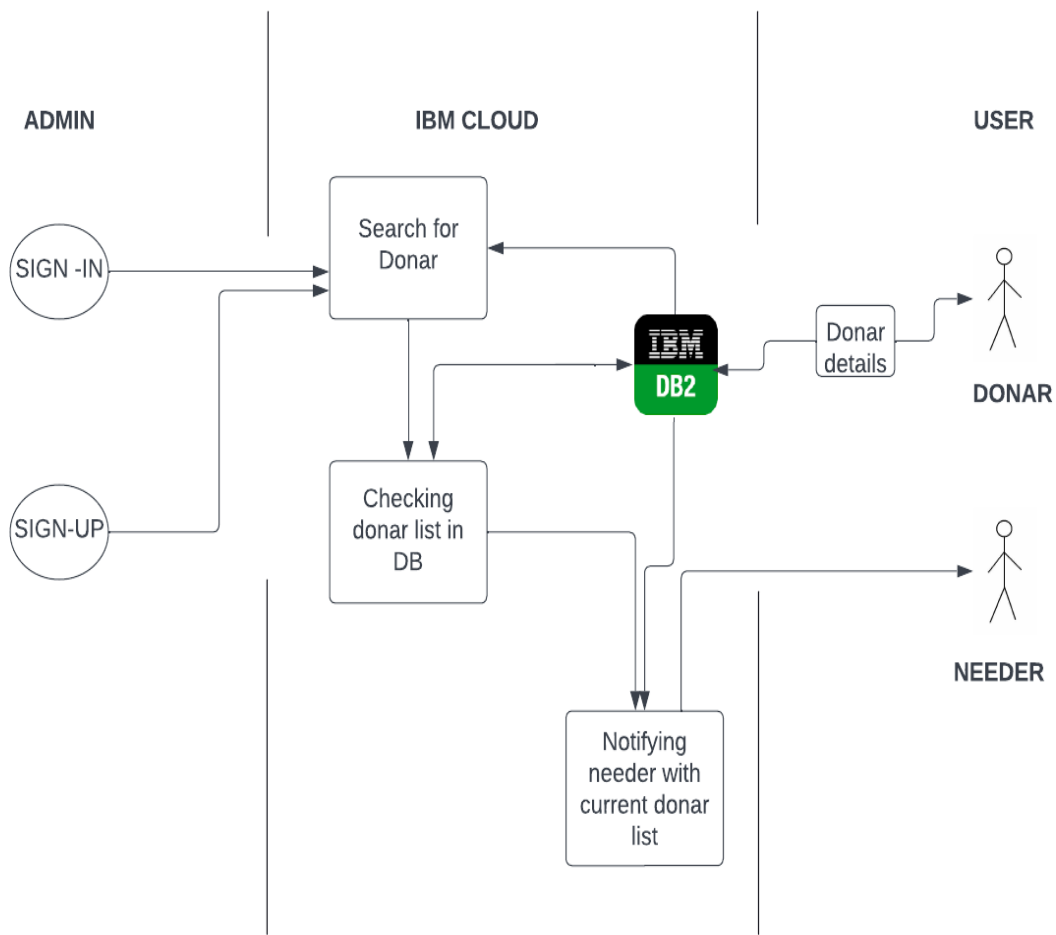 ADMIN
IBM CLOUD
USER
Search for
Donar
SIGN -IN
IBM
DB2
Donar
details
DONAR
Checking
donar list in
DB
SIGN-UP
NEEDER
Notifying
needer with
current donar
list